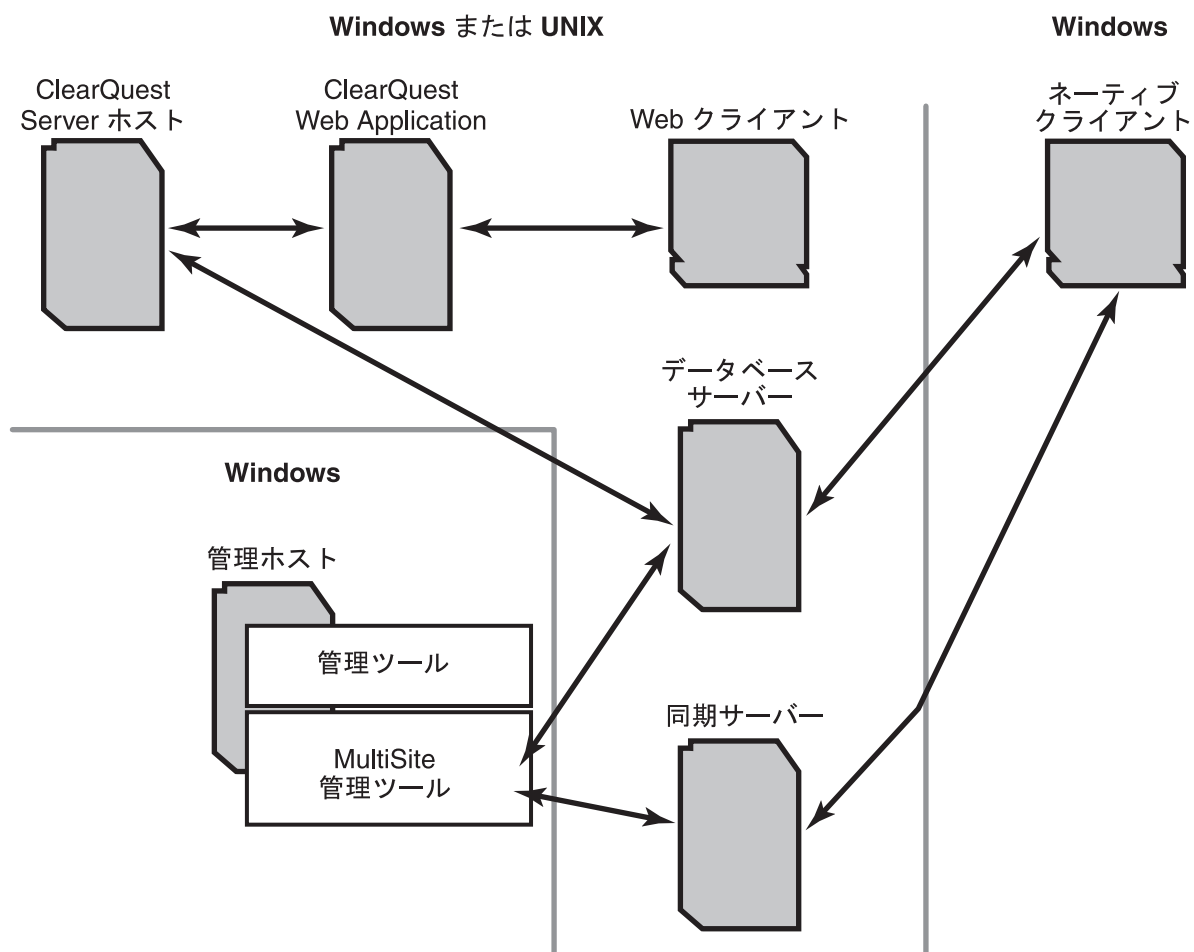 Windows または UNIX
Windows
ClearQuest
Server ホスト
ClearQuest
Web Application
Web クライアント
ネーティブ
クライアント
データベース
サーバー
Windows
管理ホスト
管理ツール
MultiSite
管理ツール
同期サーバー